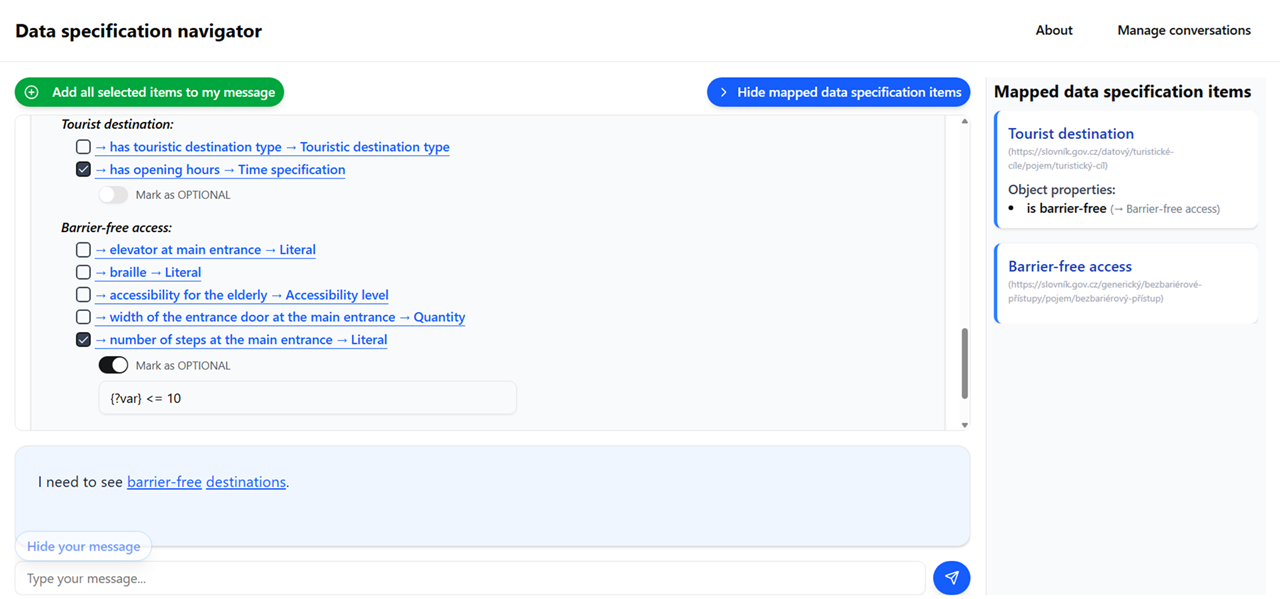 Data specification navigator
About
Manage conversations
Add all selected items to my message
Hide mapped data specification items
Tourist destination:
→ has touristic destination type → Touristic destination type
→ has opening hours → Time specification
Mark as OPTIONAL
Barrier-free access:
→ elevator at main entrance → Literal
→ braille → Literal
→ accessibility for the elderly → Accessibility level
→ width of the entrance door at the main entrance → Quantity
→ number of steps at the main entrance → Literal
Mark as OPTIONAL
{?var} <= 10
I need to see barrier-free destinations.
Hide your message
Type your message...
Mapped data specification items
Tourist destination
(https://slovník.gov.cz/datový/turistické-
cíle/pojem/turistický-cíl)
Object properties:
• is barrier-free (→ Barrier-free access)
Barrier-free access
(https://slovník.gov.cz/generický/bezbariérové-
přístupy/pojem/bezbariérový-přístup)